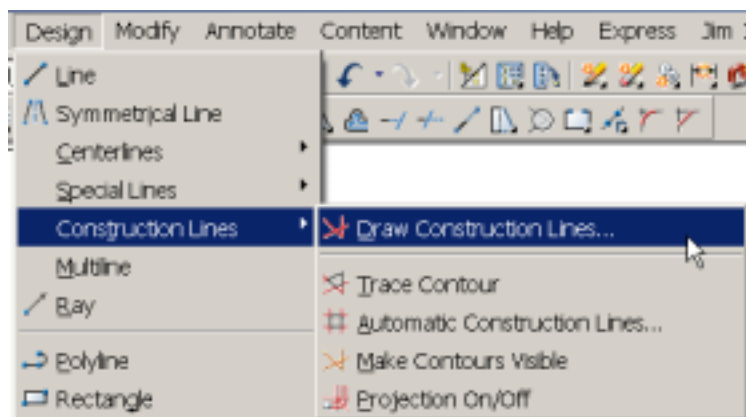 Design Modify Annotate Content Window Help Express Jim
Line
Symmetrical Line
Centerlines
Special Lines
Construction Lines
Draw Construction Lines...
Multiline
Trace Contour
Ray
Automatic Construction Lines...
Polyline
Make Contours Visible
Rectangle
Projection On/Off